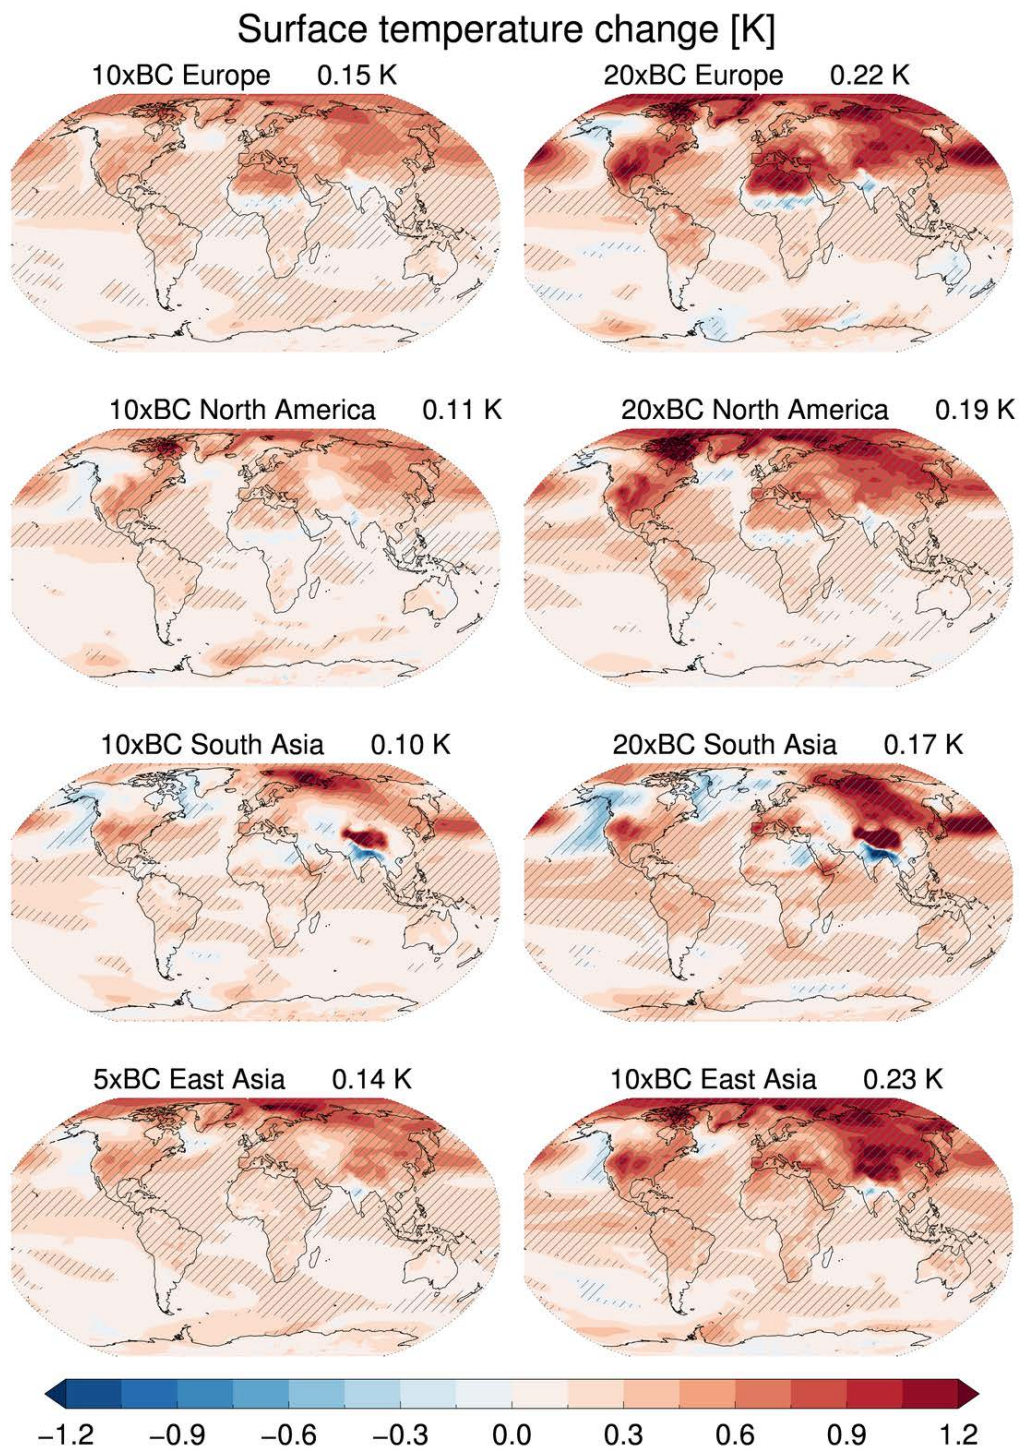 Surface temperature change [K]
10xBC Europe 0.15 K
20xBC Europe 0.22 K
10xBC North America 0.11 K
20xBC North America 0.19 K
10xBC South Asia 0.10 K
20xBC South Asia 0.17 K
5xBC East Asia 0.14 K
10xBC East Asia 0.23 K
−1.2 −0.9 −0.6 −0.3 0.0 0.3 0.6 0.9 1.2